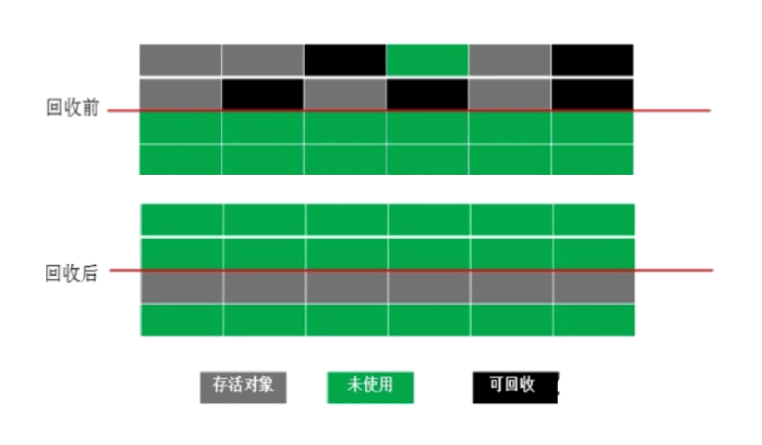 回收前
回收后
存活对象
未使用
可回收